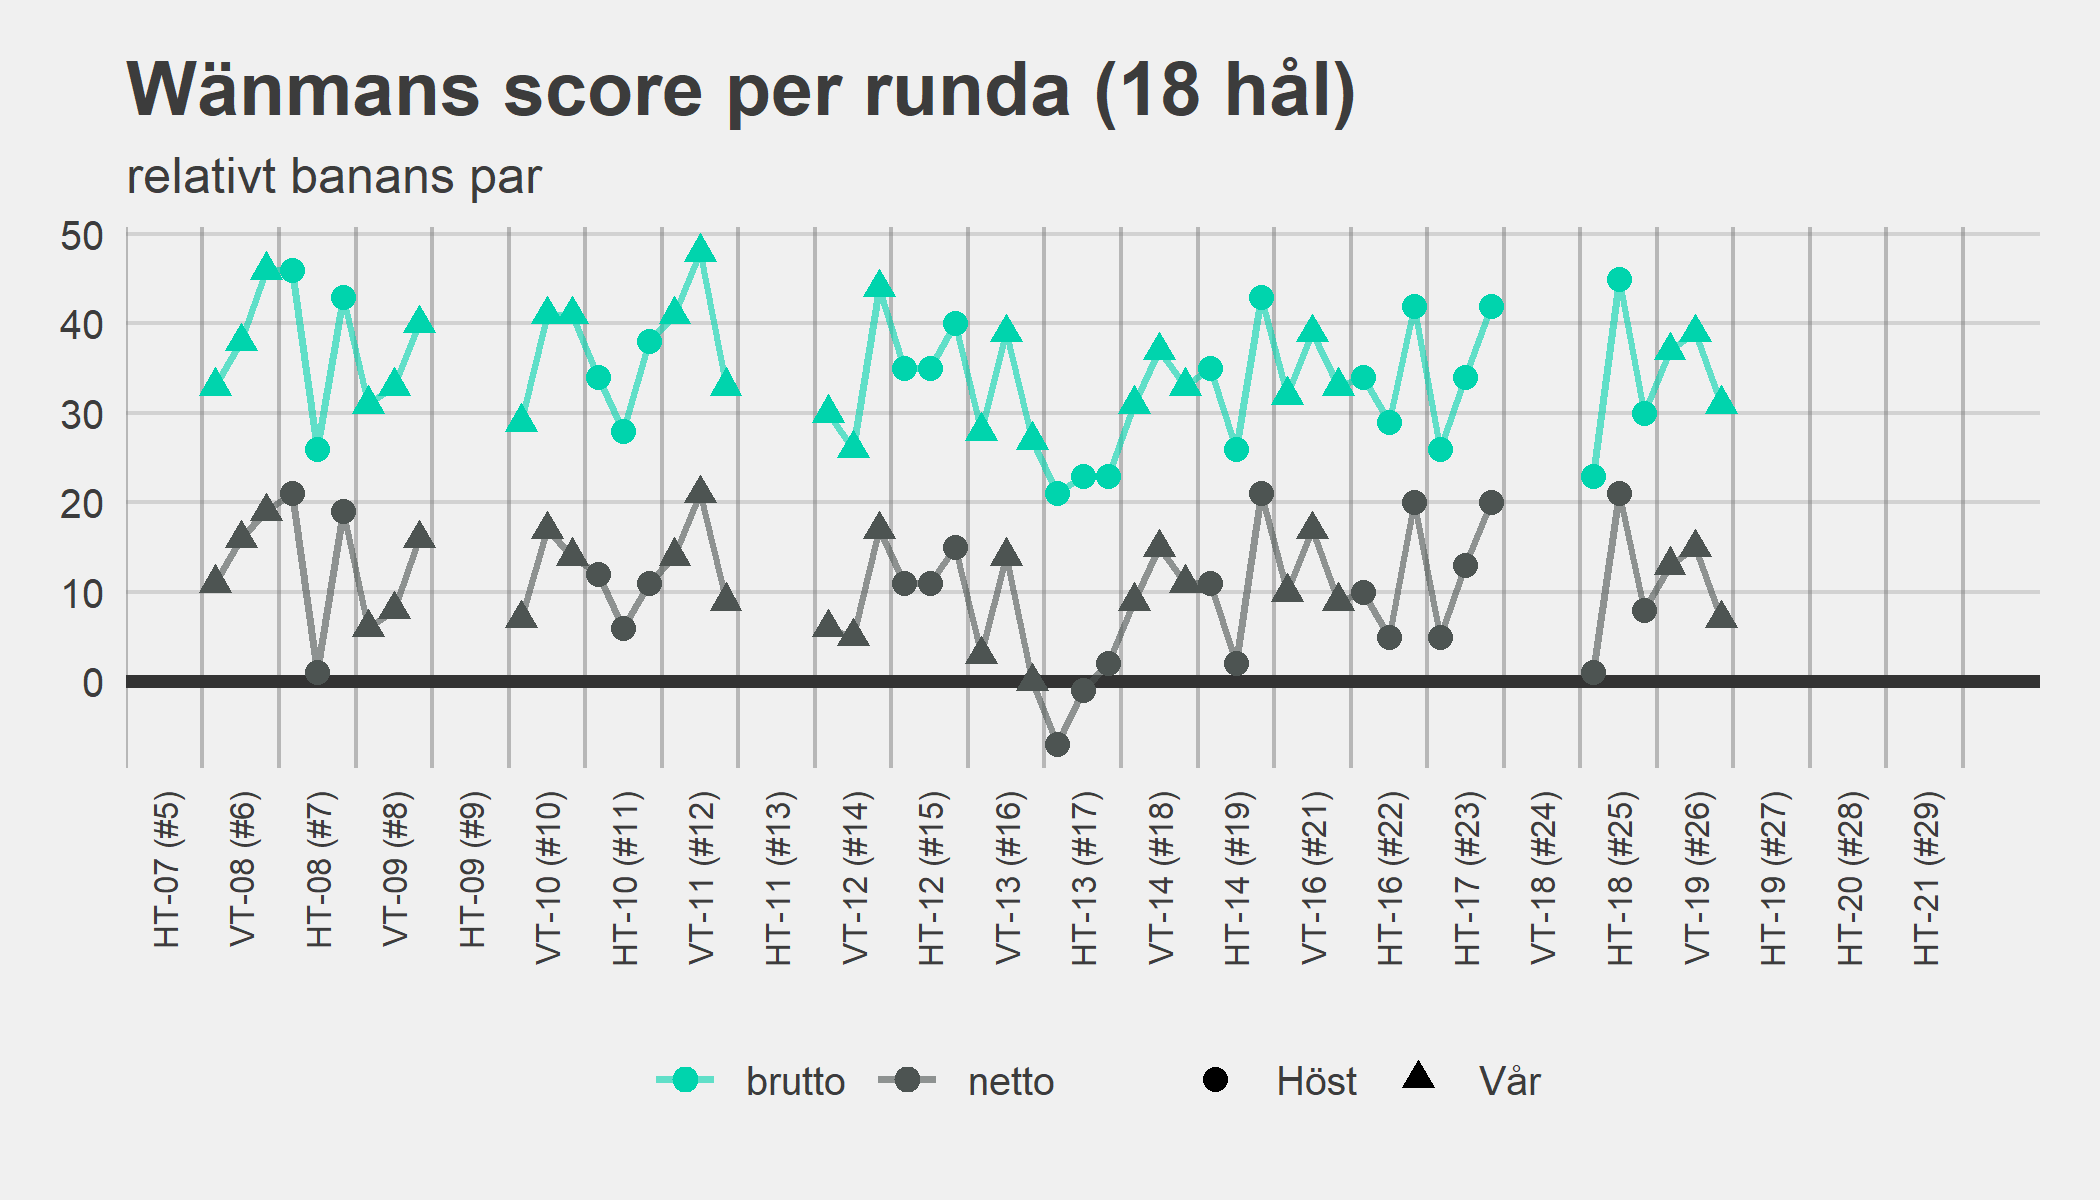 Wänmans score per runda (18 hål)
relativt banans par
50
40
30
20
10
0
HT-07 (#5)
VT-08 (#6)
HT-08 (#7)
VT-09 (#8)
HT-09 (#9)
VT-10 (#10)
HT-10 (#11)
VT-11 (#12)
HT-11 (#13)
VT-12 (#14)
HT-12 (#15)
VT-13 (#16)
HT-13 (#17)
VT-14 (#18)
HT-14 (#19)
VT-16 (#21)
HT-16 (#22)
HT-17 (#23)
VT-18 (#24)
HT-18 (#25)
VT-19 (#26)
HT-19 (#27)
HT-20 (#28)
HT-21 (#29)
brutto netto Höst Vår